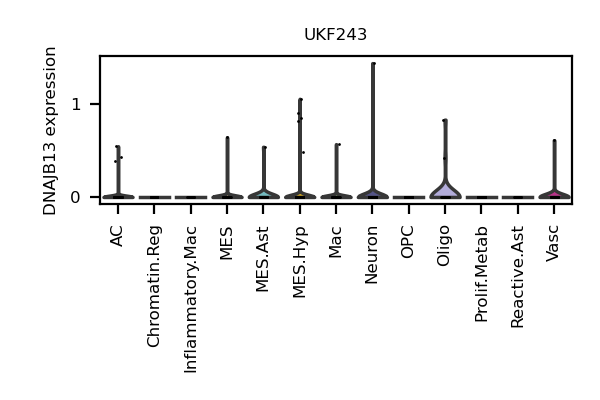 UKF243
DNAJB13 expression
1
0
AC
Chromatin.Reg
Inflammatory.Mac
MES
MES.Ast
MES.Hyp
Mac
Neuron
OPC
Oligo
Prolif.Metab
Reactive.Ast
Vasc